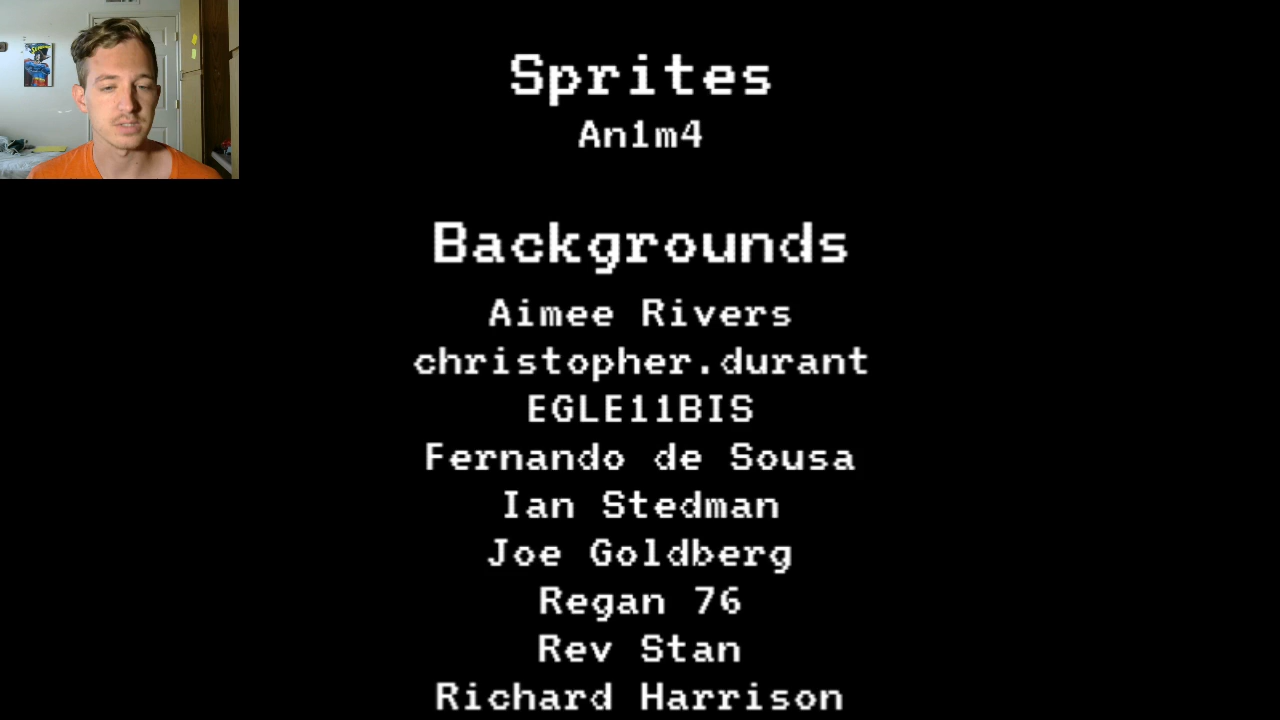 Sprites
An1m4
Backgrounds
Aimee Rivers
christopher.durant
EGLE11BIS
Fernando de Sousa
Ian Stedman
Joe Goldberg
Regan 76
Rev Stan
Richard Harrison